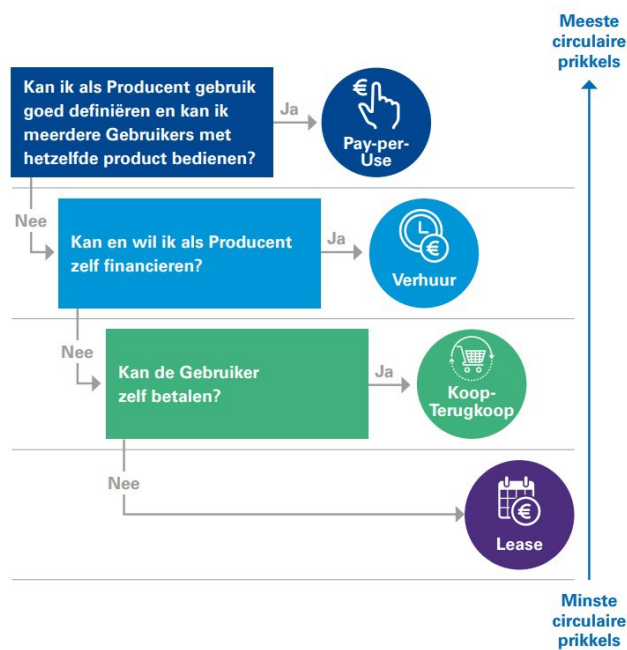 Meeste
circulaire
prikkels
Kan ik als Producent gebruik
goed definiëren en kan ik
meerdere Gebruikers met
hetzelfde product bedienen?
Ja
€
Pay-per-
Use
Nee
Kan en wil ik als Producent
zelf financieren?
Ja
€
Verhuur
Nee
Kan de Gebruiker
zelf betalen?
Ja
Koop-
Terugkoop
Nee
€
Lease
Minste
circulaire
prikkels